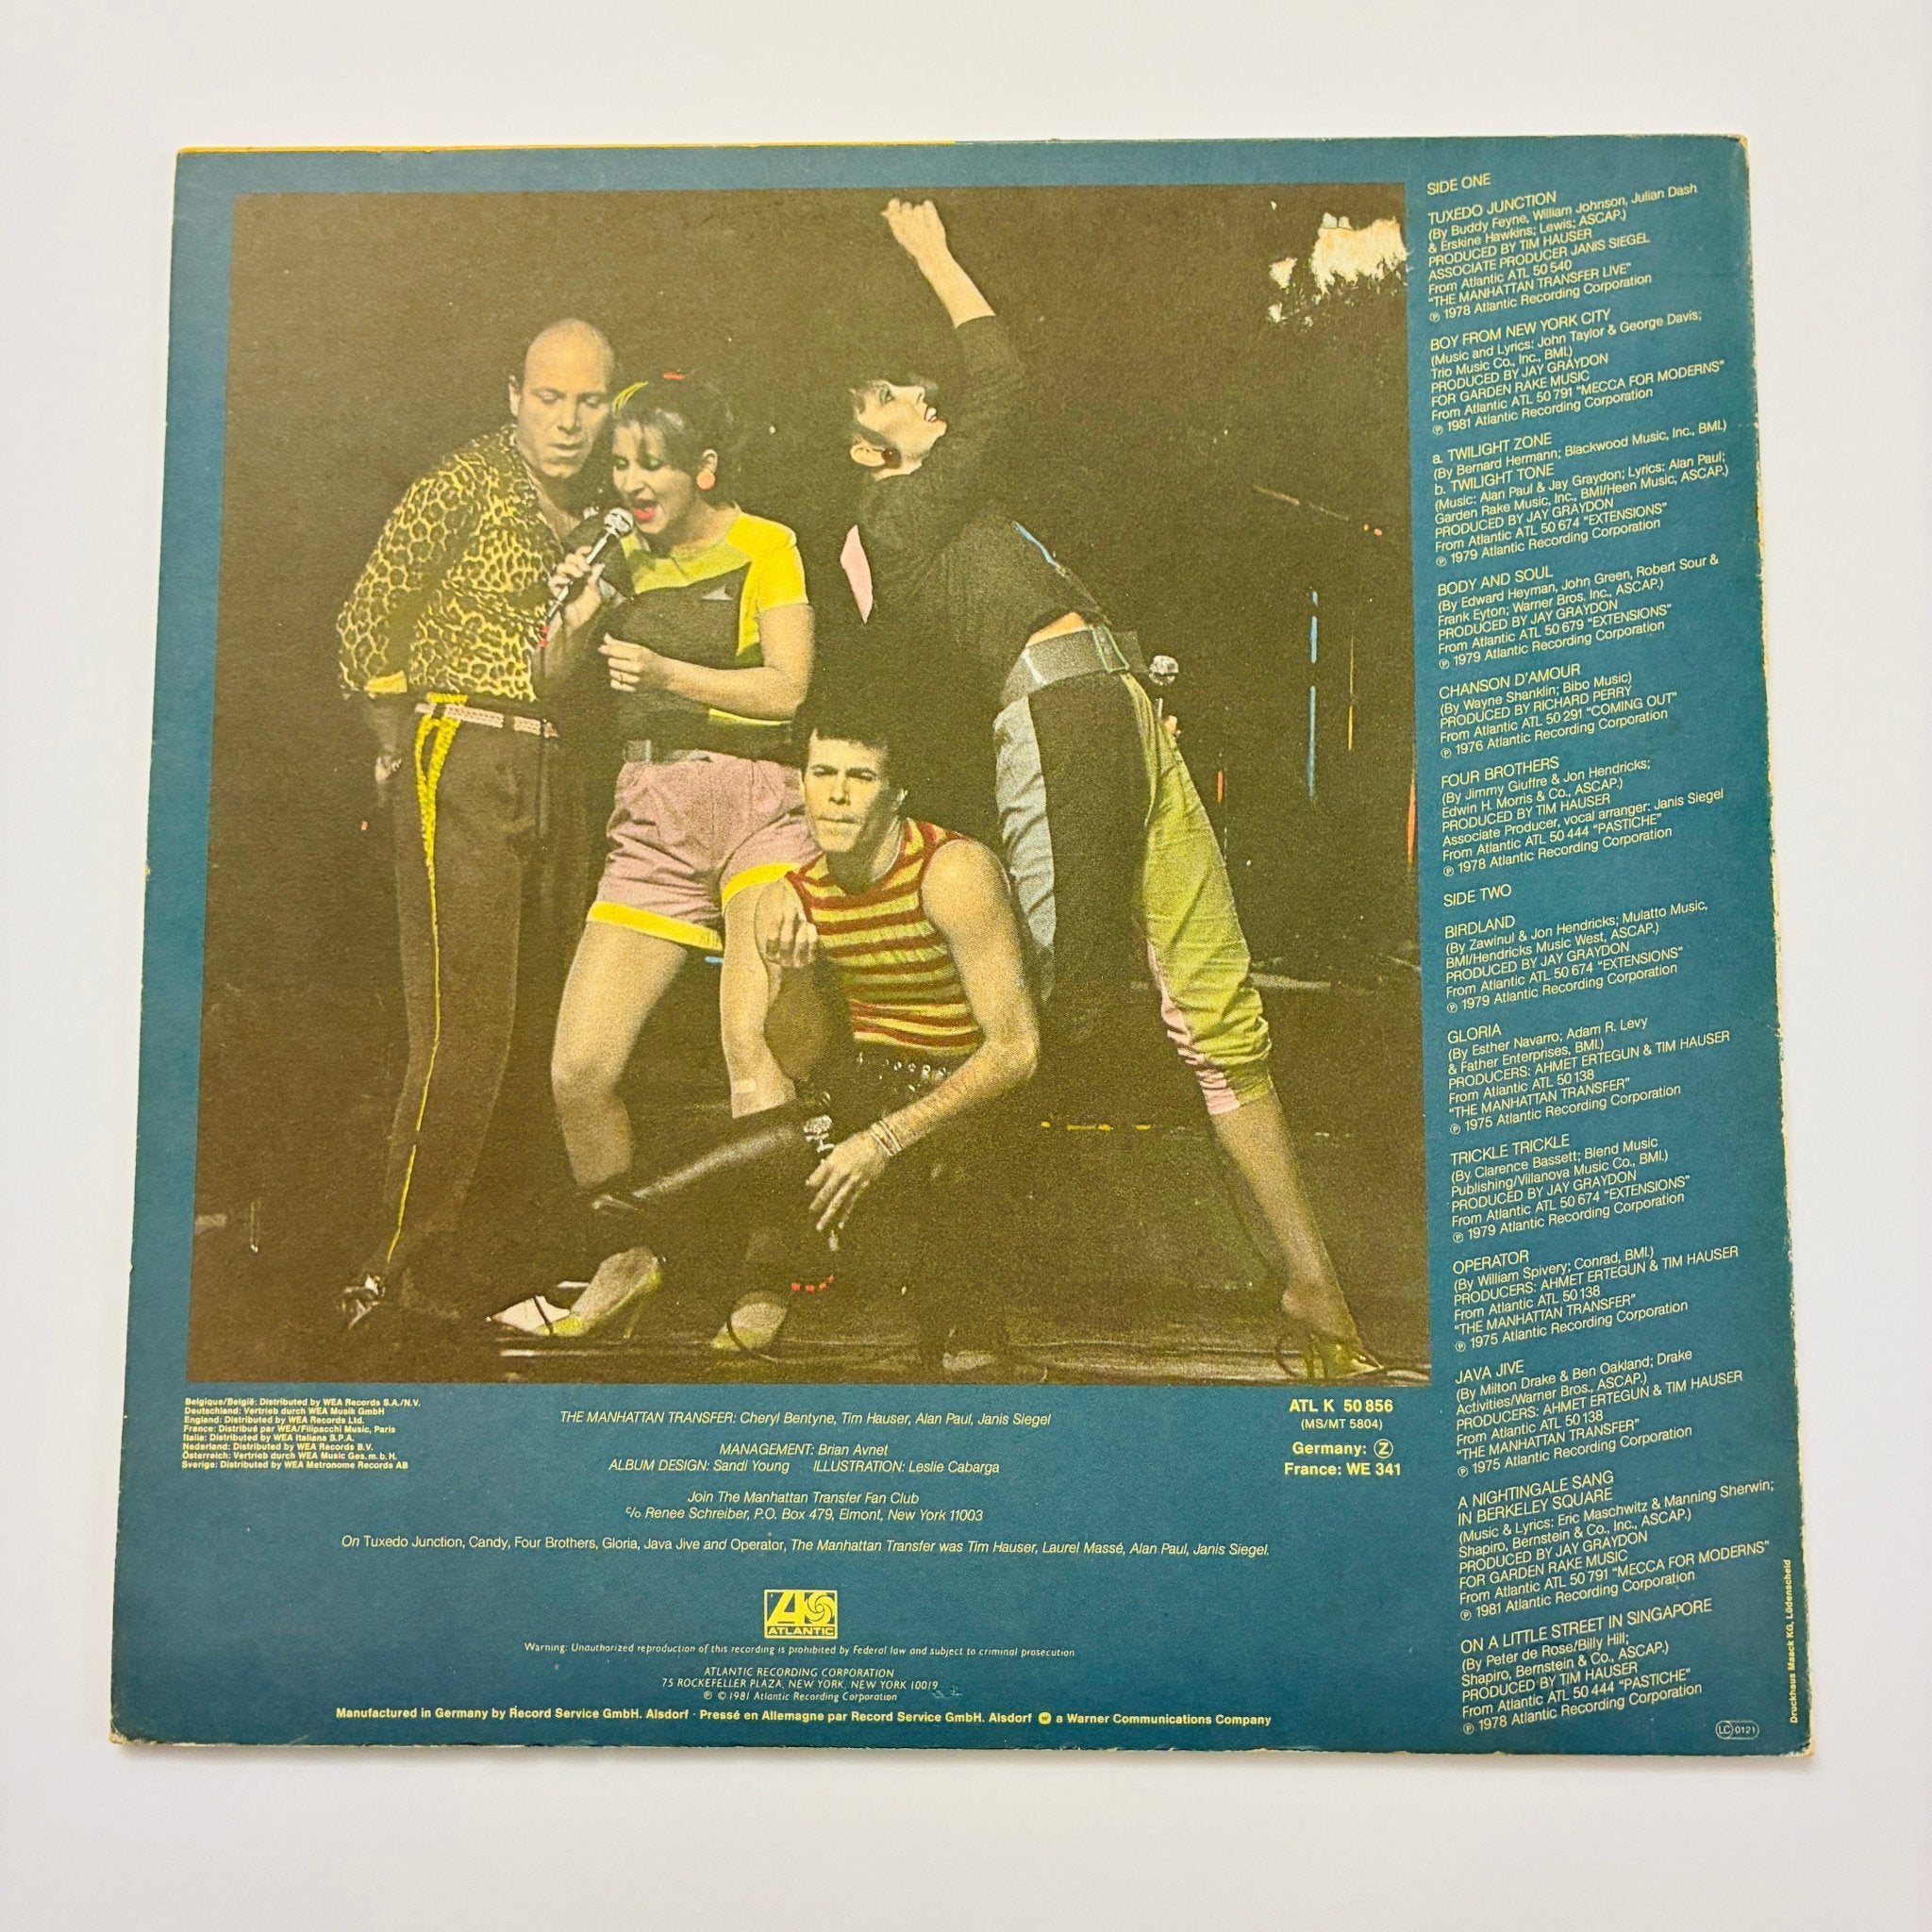 SIDE ONE
TUXEDO JUNCTION
(By Buddy Feyne, William Johnson, Julian Dash
& Erskine Hawkins; Lewis; ASCAP.)
PRODUCED BY TIM HAUSER
ASSOCIATE PRODUCER JANIS SIEGEL
From Atlantic ATL 50 540
"THE MANHATTAN TRANSFER LIVE"
℗ 1978 Atlantic Recording Corporation
BOY FROM NEW YORK CITY
(Music and Lyrics: John Taylor & George Davis;
Trio Music Co., Inc., BMI.)
PRODUCED BY JAY GRAYDON
FOR GARDEN RAKE MUSIC
From Atlantic ATL 50 791 "MECCA FOR MODERNS"
℗ 1981 Atlantic Recording Corporation
a. TWILIGHT ZONE
(By Bernard Hermann; Blackwood Music, Inc., BMI.)
b. TWILIGHT TONE
(Music: Alan Paul & Jay Graydon; Lyrics: Alan Paul;
Garden Rake Music, Inc., BMI/Heen Music, ASCAP.)
PRODUCED BY JAY GRAYDON
From Atlantic ATL 50 674 "EXTENSIONS"
℗ 1979 Atlantic Recording Corporation
BODY AND SOUL
(By Edward Heyman, John Green, Robert Sour &
Frank Eyton; Warner Bros. Inc., ASCAP.)
PRODUCED BY JAY GRAYDON
From Atlantic ATL 50 679 "EXTENSIONS"
℗ 1979 Atlantic Recording Corporation
CHANSON D'AMOUR
(By Wayne Shanklin; Bibo Music)
PRODUCED BY RICHARD PERRY
From Atlantic ATL 50 291 "COMING OUT"
℗ 1976 Atlantic Recording Corporation
FOUR BROTHERS
(By Jimmy Giuffre & Jon Hendricks;
Edwin H. Morris & Co., ASCAP.)
PRODUCED BY TIM HAUSER
Associate Producer, vocal arranger: Janis Siegel
From Atlantic ATL 50 444 "PASTICHE"
℗ 1978 Atlantic Recording Corporation
SIDE TWO
BIRDLAND
(By Zawinul & Jon Hendricks; Mulatto Music,
BMI/Hendricks Music West, ASCAP.)
PRODUCED BY JAY GRAYDON
From Atlantic ATL 50 674 "EXTENSIONS"
℗ 1979 Atlantic Recording Corporation
GLORIA
(By Esther Navarro; Adam R. Levy
& Father Enterprises, BMI.)
PRODUCERS: AHMET ERTEGUN & TIM HAUSER
From Atlantic ATL 50 138
"THE MANHATTAN TRANSFER"
℗ 1975 Atlantic Recording Corporation
TRICKLE TRICKLE
(By Clarence Bassett; Blend Music
Publishing/Villanova Music Co., BMI.)
PRODUCED BY JAY GRAYDON
From Atlantic ATL 50 674 "EXTENSIONS"
℗ 1979 Atlantic Recording Corporation
OPERATOR
(By William Spivery; Conrad, BMI.)
PRODUCERS: AHMET ERTEGUN & TIM HAUSER
From Atlantic ATL 50 138
"THE MANHATTAN TRANSFER"
℗ 1975 Atlantic Recording Corporation
JAVA JIVE
(By Milton Drake & Ben Oakland; Drake
Activities/Warner Bros., ASCAP.)
PRODUCERS: AHMET ERTEGUN & TIM HAUSER
From Atlantic ATL 50 138
"THE MANHATTAN TRANSFER"
℗ 1975 Atlantic Recording Corporation
A NIGHTINGALE SANG
IN BERKELEY SQUARE
(Music & Lyrics: Eric Maschwitz & Manning Sherwin;
Shapiro, Bernstein & Co., Inc., ASCAP.)
PRODUCED BY JAY GRAYDON
FOR GARDEN RAKE MUSIC
From Atlantic ATL 50 791 "MECCA FOR MODERNS"
℗ 1981 Atlantic Recording Corporation
ON A LITTLE STREET IN SINGAPORE
(By Peter de Rose/Billy Hill;
Shapiro, Bernstein & Co., ASCAP.)
PRODUCED BY TIM HAUSER
From Atlantic ATL 50 444 "PASTICHE"
℗ 1978 Atlantic Recording Corporation
LC 0121
Druckhaus Maack KG, Lüdenscheid
Belgique/België: Distributed by WEA Records S.A./N.V.
Deutschland: Vertrieb durch WEA Musik GmbH
England: Distributed by WEA Records Ltd.
France: Distribué par WEA/Filipacchi Music, Paris
Italia: Distributed by WEA Italiana S.P.A.
Nederland: Distributed by WEA Records B.V.
Österreich: Vertrieb durch WEA Music Ges.m.b.H.
Sverige: Distributed by WEA Metronome Records AB
THE MANHATTAN TRANSFER: Cheryl Bentyne, Tim Hauser, Alan Paul, Janis Siegel
MANAGEMENT: Brian Avnet
ALBUM DESIGN: Sandi Young ILLUSTRATION: Leslie Cabarga
Join The Manhattan Transfer Fan Club
c/o Renee Schreiber, P.O. Box 479, Elmont, New York 11003
ATL K 50 856
(MS/MT 5804)
Germany: Ⓩ
France: WE 341
On Tuxedo Junction, Candy, Four Brothers, Gloria, Java Jive and Operator, The Manhattan Transfer was Tim Hauser, Laurel Massé, Alan Paul, Janis Siegel.
ATLANTIC
Warning: Unauthorized reproduction of this recording is prohibited by Federal law and subject to criminal prosecution
ATLANTIC RECORDING CORPORATION
75 ROCKEFELLER PLAZA, NEW YORK, NEW YORK 10019
℗ © 1981 Atlantic Recording Corporation
Manufactured in Germany by Record Service GmbH. Alsdorf · Pressé en Allemagne par Record Service GmbH. Alsdorf a Warner Communications Company